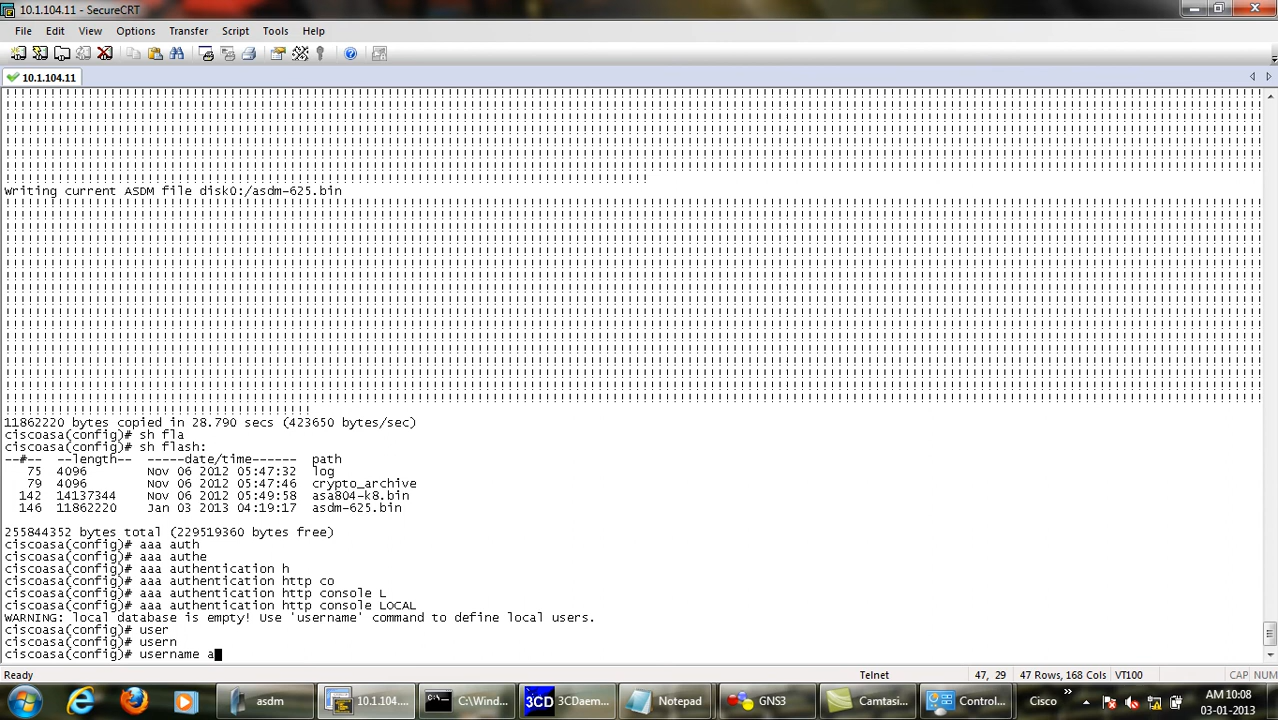 10.1.104.11 - SecureCRT
File Edit View Options Transfer Script Tools Help
10.1.104.11
Writing current ASDM file disk0:/asdm-625.bin
11862220 bytes copied in 28.790 secs (423650 bytes/sec)
ciscoasa(config)# sh fla
ciscoasa(config)# sh flash:
--#-- --length-- -----date/time------ path
75 4096 Nov 06 2012 05:47:32 log
79 4096 Nov 06 2012 05:47:46 crypto_archive
142 14137344 Nov 06 2012 05:49:58 asa804-k8.bin
146 11862220 Jan 03 2013 04:19:17 asdm-625.bin
255844352 bytes total (229519360 bytes free)
ciscoasa(config)# aaa auth
ciscoasa(config)# aaa authe
ciscoasa(config)# aaa authentication h
ciscoasa(config)# aaa authentication http co
ciscoasa(config)# aaa authentication http console L
ciscoasa(config)# aaa authentication http console LOCAL
WARNING: local database is empty! Use 'username' command to define local users.
ciscoasa(config)# user
ciscoasa(config)# usern
ciscoasa(config)# username a
Ready Telnet 47, 29 47 Rows, 168 Cols VT100 CAP NUM
asdm 10.1.104.... C:\Wind... 3CD 3CDaem... Notepad GNS3 Camtasi... Control... Cisco » AM 10:08
03-01-2013